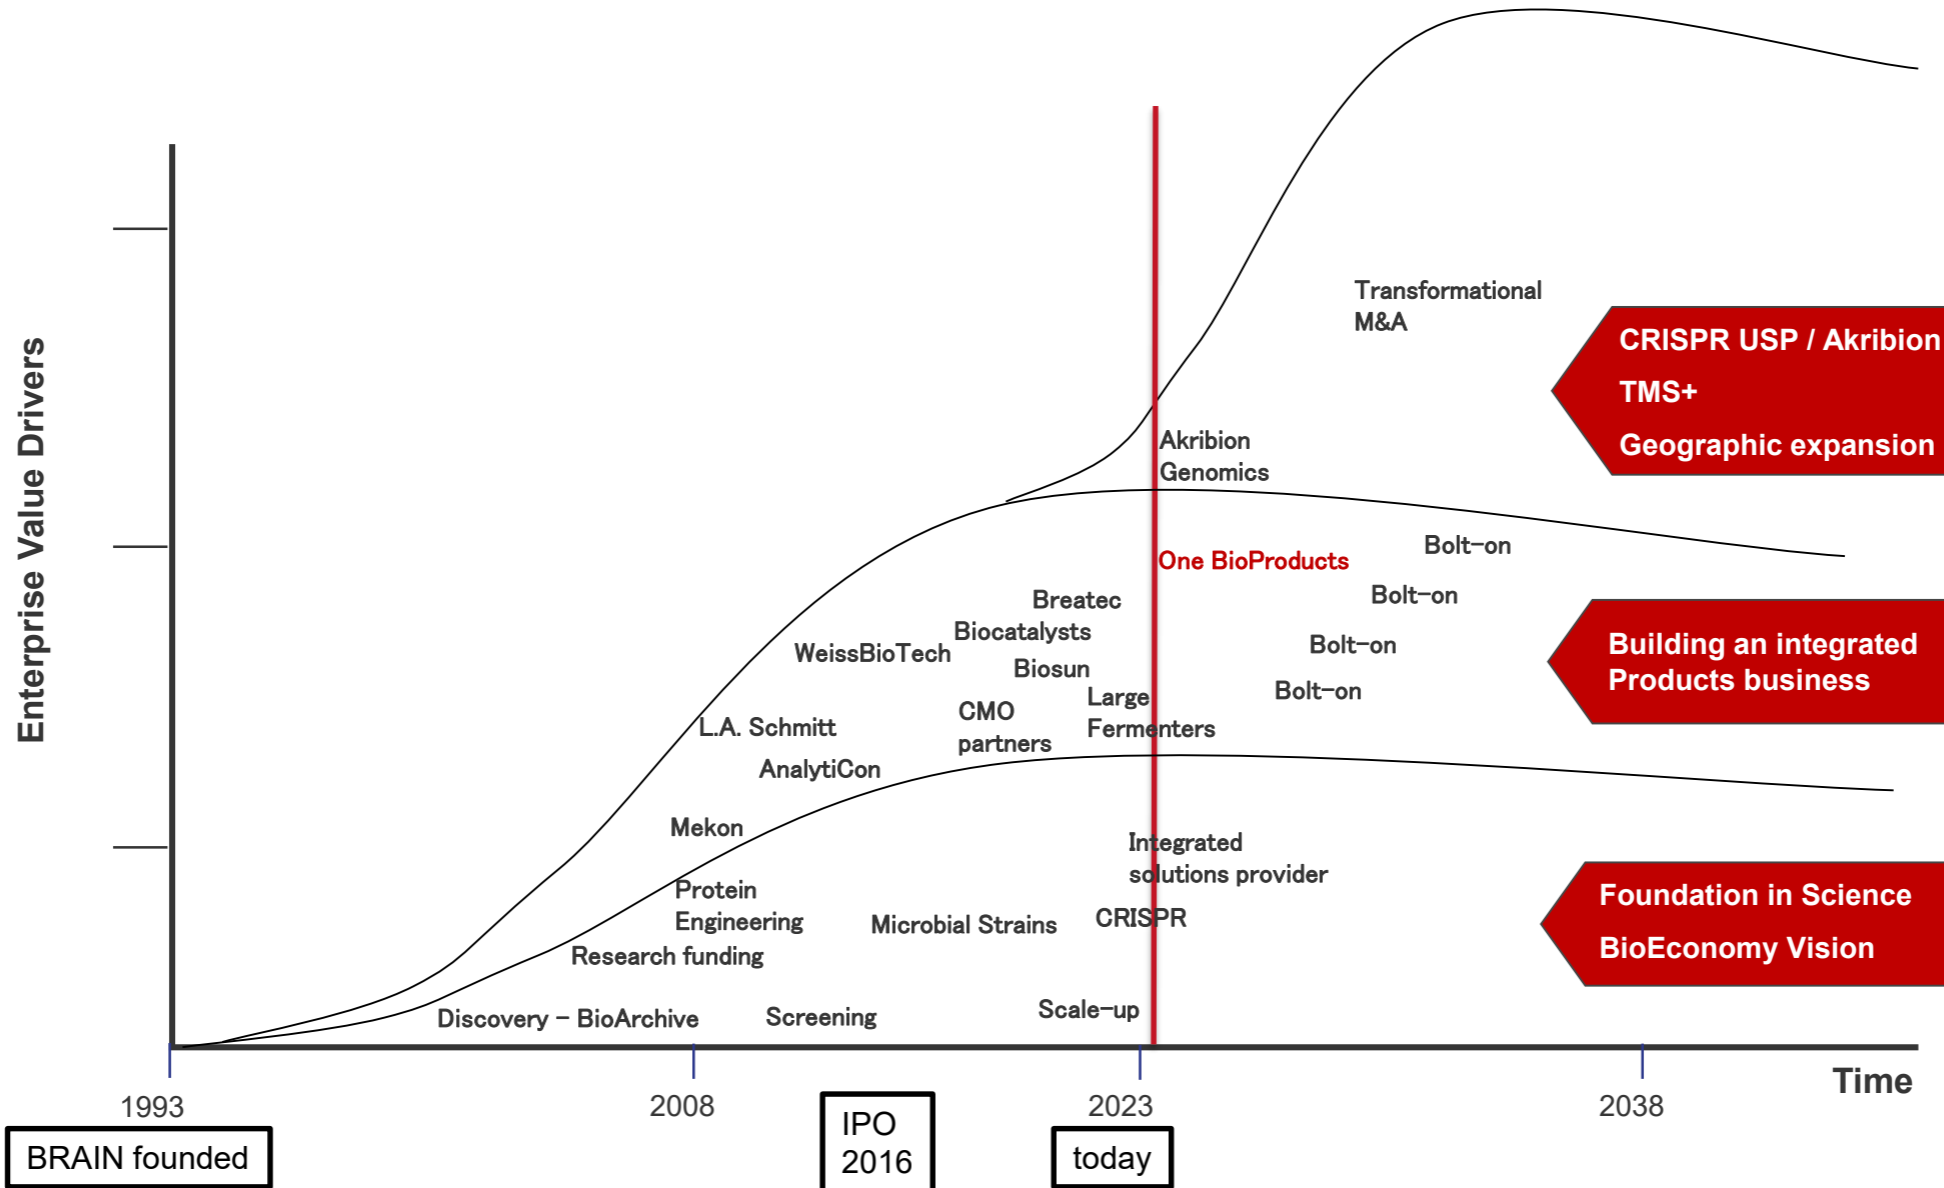 Enterprise Value Drivers
Transformational
M&A
CRISPR USP / Akribion
TMS+
Geographic expansion
Akribion
Genomics
One BioProducts
Bolt-on
Bolt-on
Bolt-on
Bolt-on
Breatec
Biocatalysts
WeissBioTech
Biosun
Large
Fermenters
CMO
partners
L.A. Schmitt
AnalytiCon
Mekon
Building an integrated
Products business
Integrated
solutions provider
Protein
Engineering
Microbial Strains
CRISPR
Research funding
Discovery - BioArchive
Screening
Scale-up
Foundation in Science
BioEconomy Vision
Time
1993
2008
2023
2038
BRAIN founded
IPO
2016
today